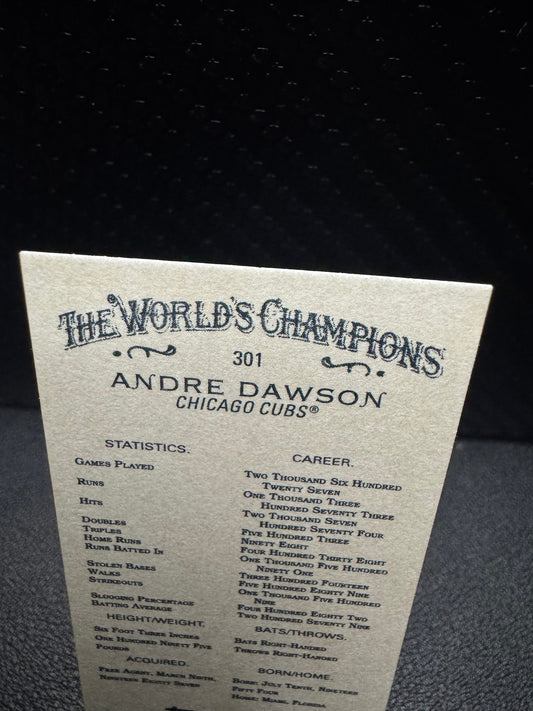 THE WORLD'S CHAMPIONS
301
ANDRE DAWSON
CHICAGO CUBS®
STATISTICS.
CAREER.
GAMES PLAYED
TWO THOUSAND SIX HUNDRED
TWENTY SEVEN
RUNS
ONE THOUSAND THREE
HUNDRED SEVENTY THREE
HITS
TWO THOUSAND SEVEN
HUNDRED SEVENTY FOUR
DOUBLES
FIVE HUNDRED THREE
TRIPLES
NINETY EIGHT
HOME RUNS
FOUR HUNDRED THIRTY EIGHT
RUNS BATTED IN
ONE THOUSAND FIVE HUNDRED
NINETY ONE
STOLEN BASES
THREE HUNDRED FOURTEEN
WALKS
FIVE HUNDRED EIGHTY NINE
STRIKEOUTS
ONE THOUSAND FIVE HUNDRED
NINE
SLUGGING PERCENTAGE
FOUR HUNDRED EIGHTY TWO
BATTING AVERAGE
TWO HUNDRED SEVENTY NINE
HEIGHT/WEIGHT.
SIX FOOT THREE INCHES
ONE HUNDRED NINETY FIVE
POUNDS
BATS/THROWS.
BATS RIGHT-HANDED
THROWS RIGHT-HANDED
ACQUIRED.
FREE AGENT, MARCH NINTH,
NINETEEN EIGHTY SEVEN
BORN/HOME.
BORN: JULY TENTH, NINETEEN
FIFTY FOUR
HOME: MIAMI, FLORIDA